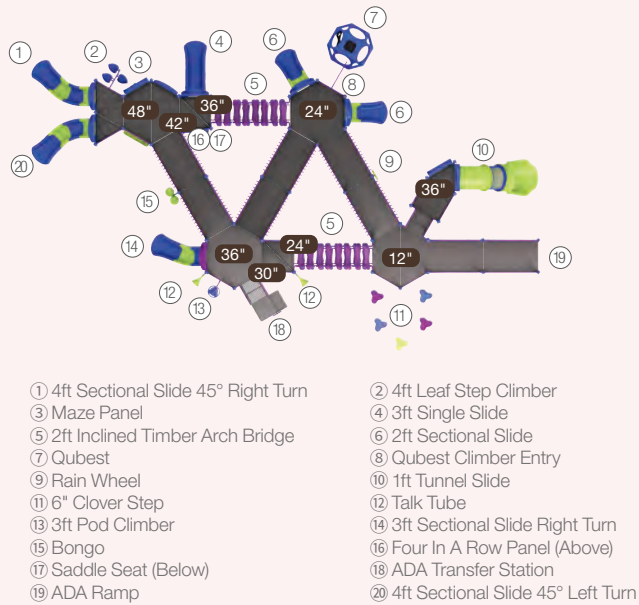 7
6
4
2
1
3
5
8
48"
36"
24"
42"
6
16
17
9
10
20
36"
15
5
14
24"
36"
12"
30"
19
12
13
12
11
18
① 4ft Sectional Slide 45° Right Turn
② 4ft Leaf Step Climber
③ Maze Panel
④ 3ft Single Slide
⑤ 2ft Inclined Timber Arch Bridge
⑥ 2ft Sectional Slide
⑦ Qubest
⑧ Qubest Climber Entry
⑨ Rain Wheel
⑩ 1ft Tunnel Slide
⑪ 6" Clover Step
⑫ Talk Tube
⑬ 3ft Pod Climber
⑭ 3ft Sectional Slide Right Turn
⑮ Bongo
⑯ Four In A Row Panel (Above)
⑰ Saddle Seat (Below)
⑱ ADA Transfer Station
⑲ ADA Ramp
⑳ 4ft Sectional Slide 45° Left Turn